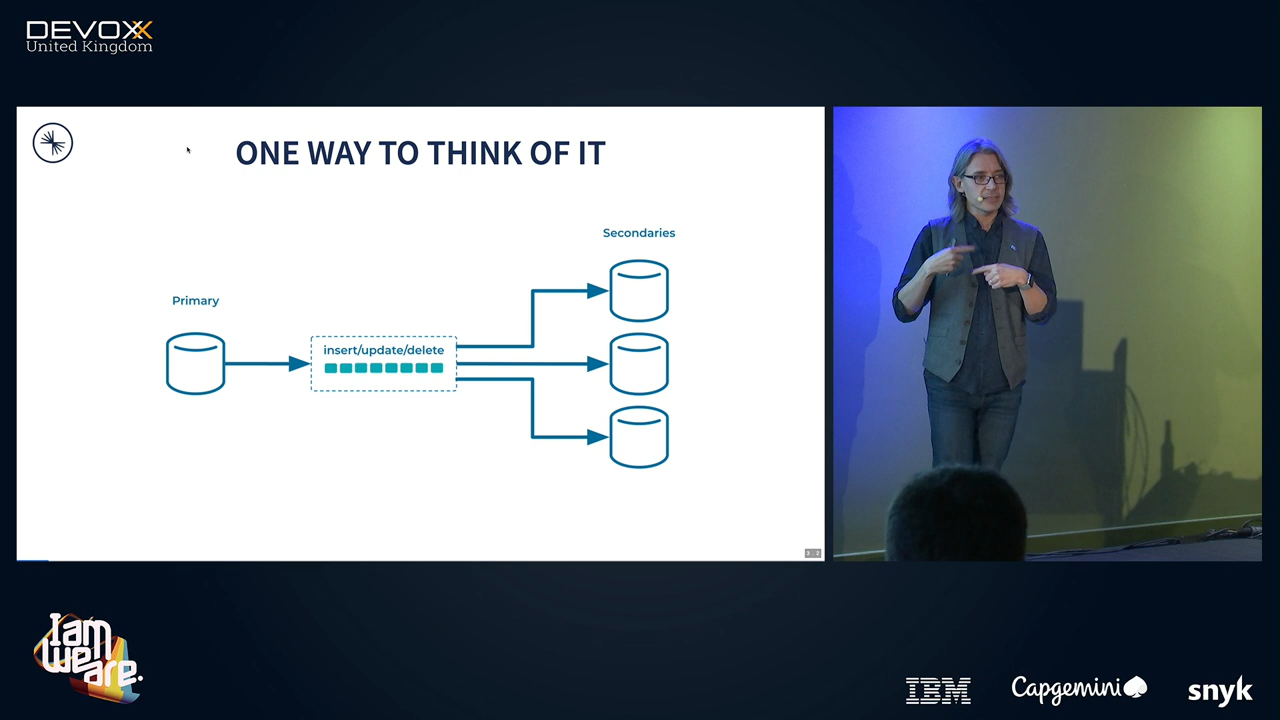 DEVOXX
United Kingdom
ONE WAY TO THINK OF IT
Secondaries
Primary
insert/update/delete
I am
we
are.
IBM
Capgemini
snyk